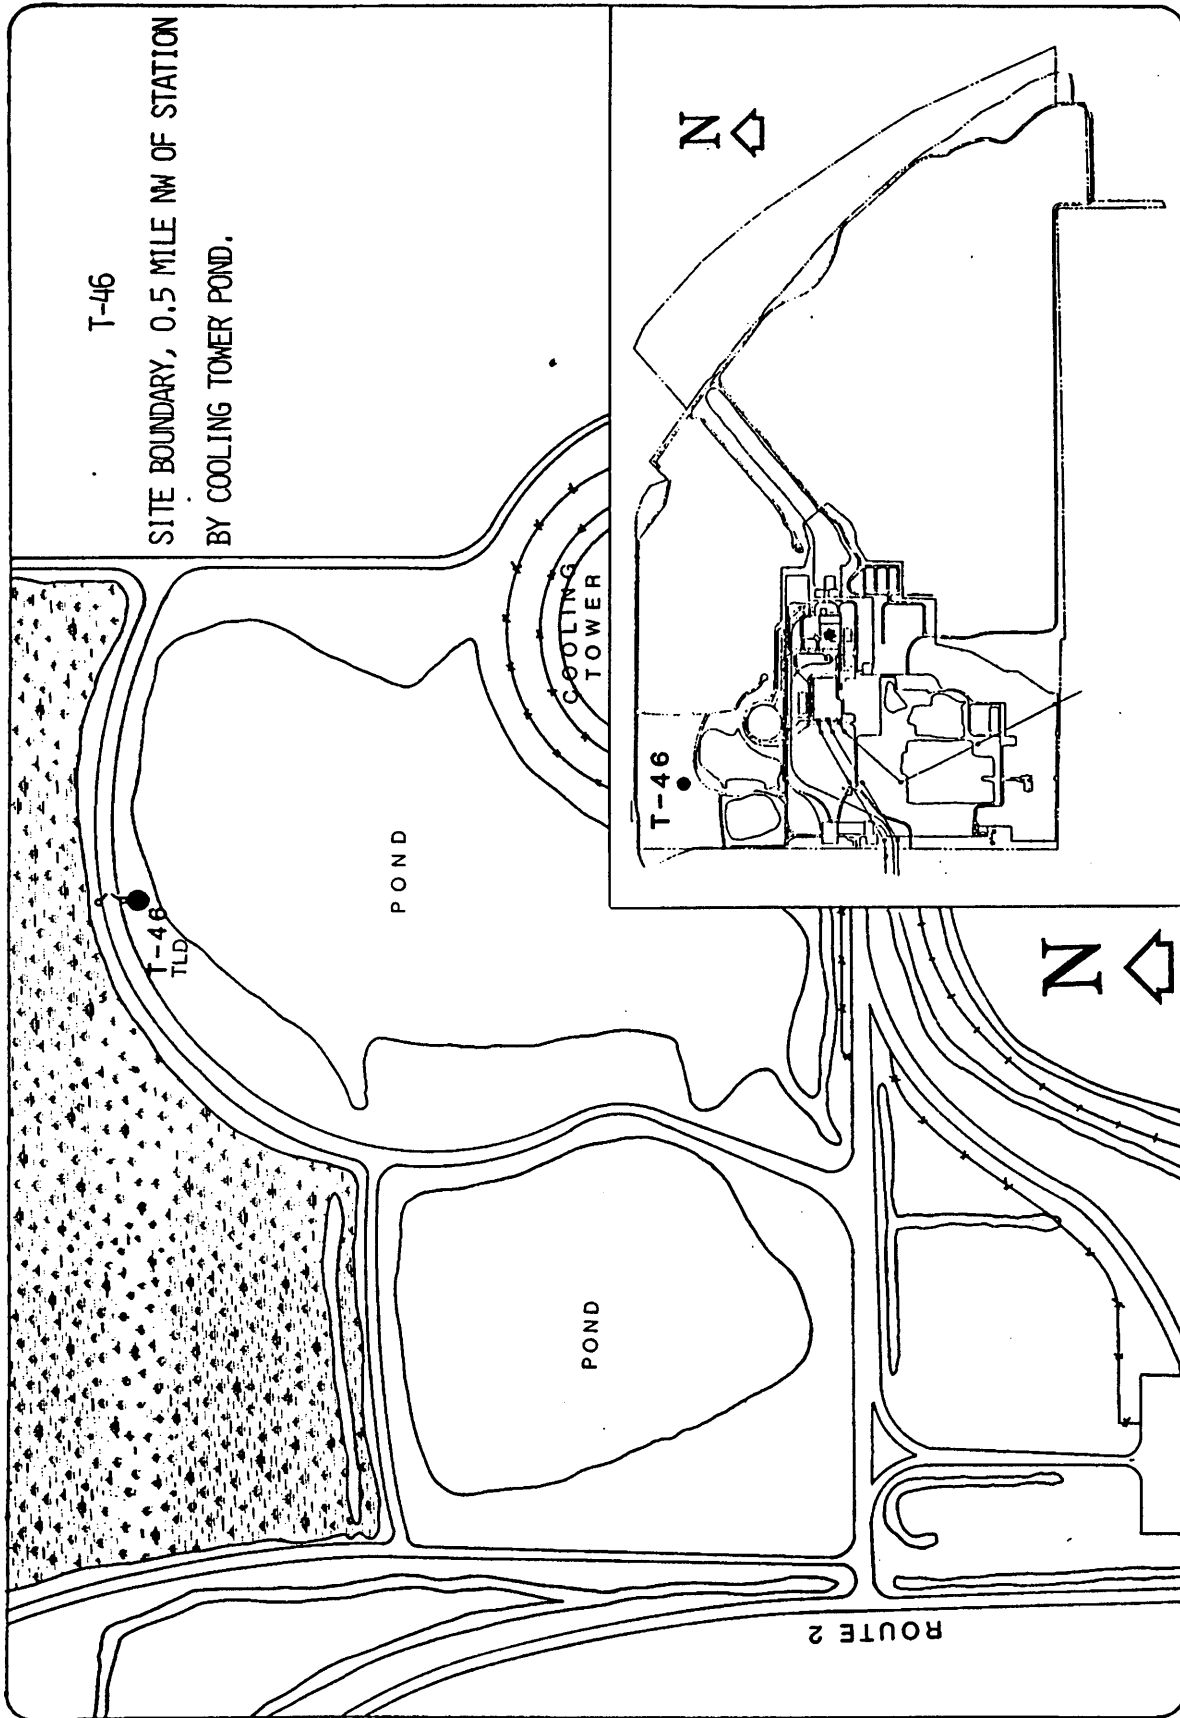 T-46
SITE BOUNDARY, 0.5 MILE NW OF STATION
BY COOLING TOWER POND.
N
T-46
COOLING
TOWER
POND
T-46
TLD
N
POND
ROUTE 2